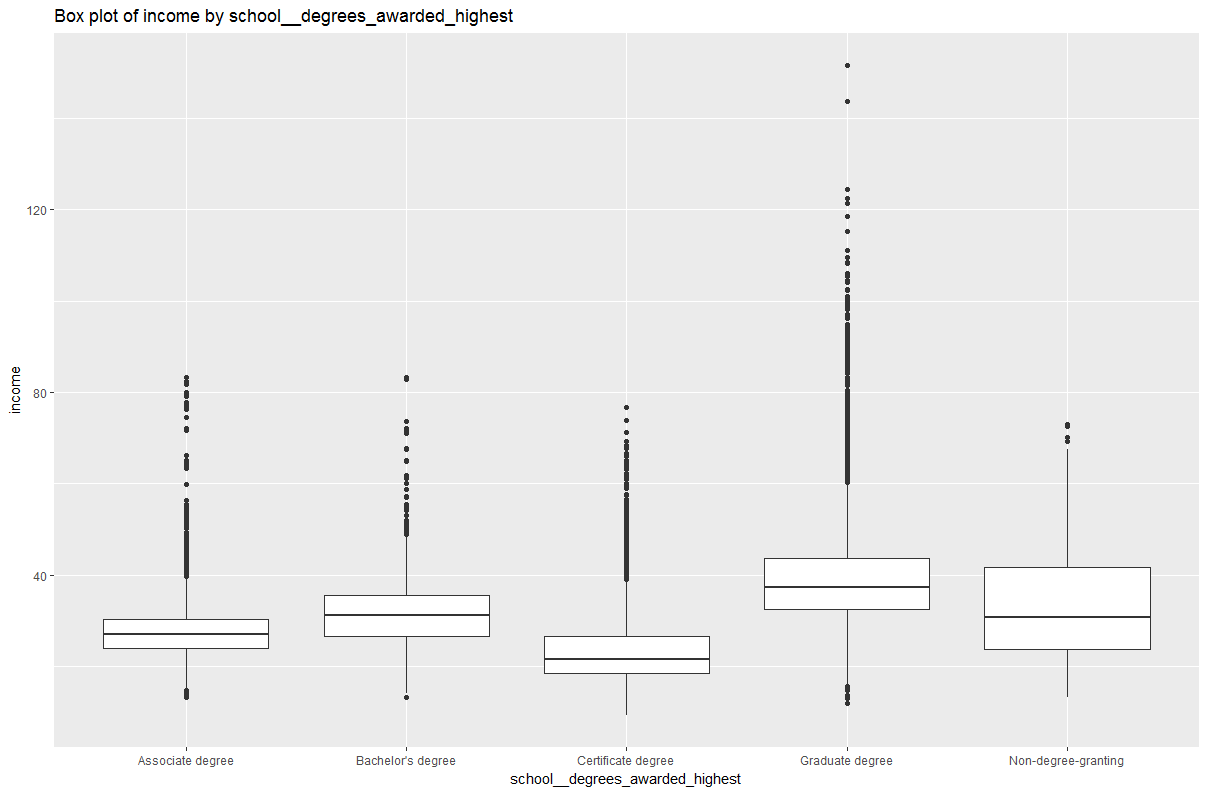 Box plot of income by school__degrees_awarded_highest
120
80
40
income
Associate degree
Bachelor's degree
Certificate degree
Graduate degree
Non-degree-granting
school__degrees_awarded_highest